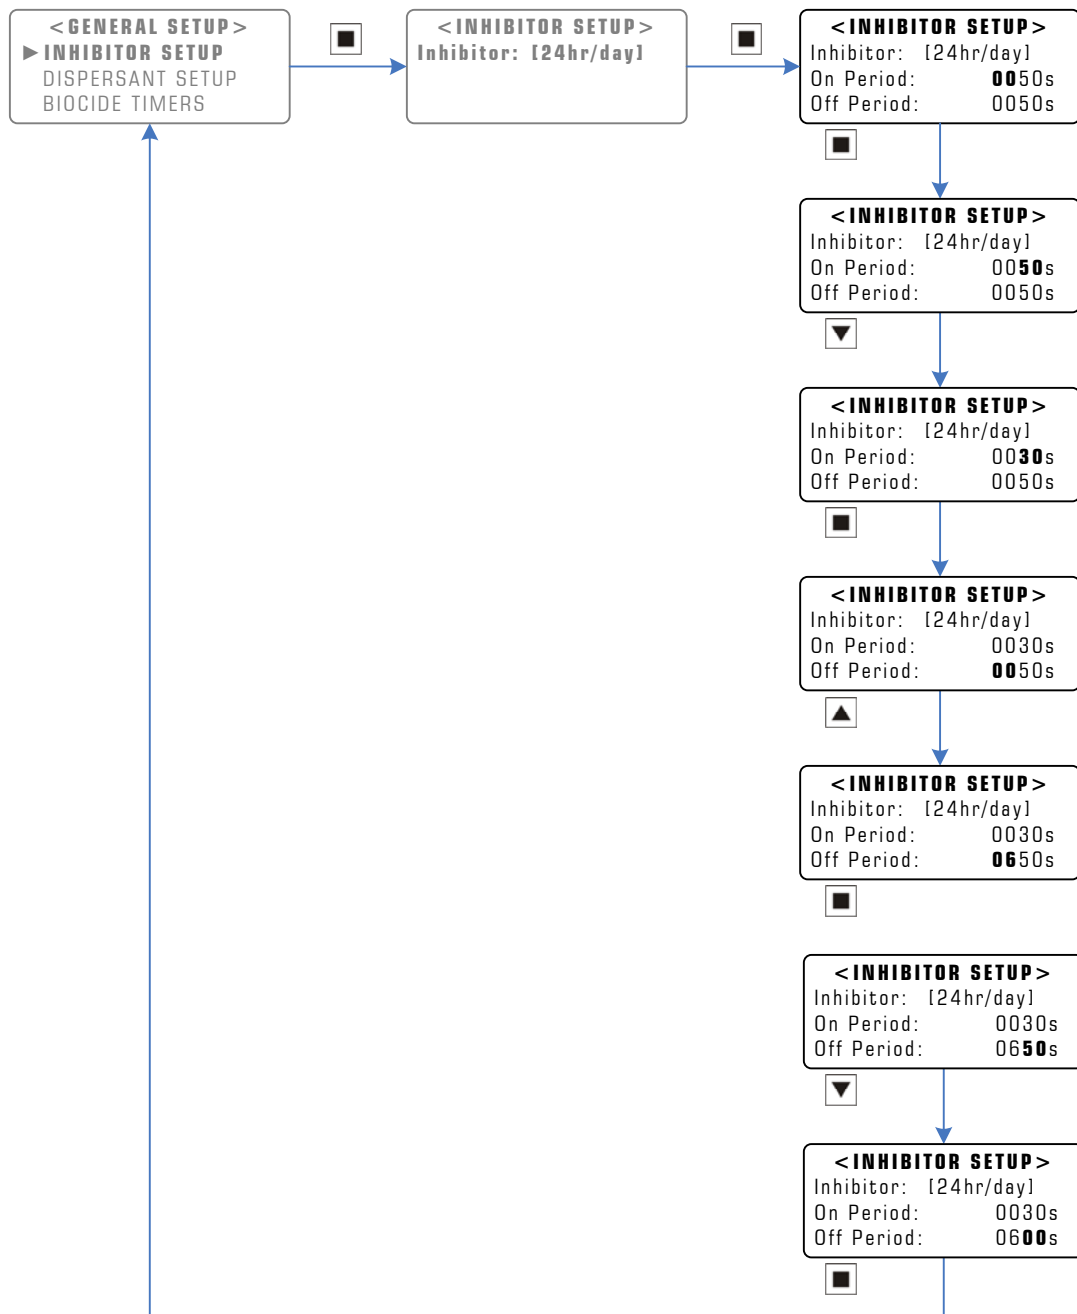 <GENERAL SETUP>
►INHIBITOR SETUP
DISPERSANT SETUP
BIOCIDE TIMERS
<INHIBITOR SETUP>
Inhibitor: [24hr/day]
<INHIBITOR SETUP>
Inhibitor: [24hr/day]
On Period: 0050s
Off Period: 0050s
<INHIBITOR SETUP>
Inhibitor: [24hr/day]
On Period: 0050s
Off Period: 0050s
<INHIBITOR SETUP>
Inhibitor: [24hr/day]
On Period: 0030s
Off Period: 0050s
<INHIBITOR SETUP>
Inhibitor: [24hr/day]
On Period: 0030s
Off Period: 0050s
<INHIBITOR SETUP>
Inhibitor: [24hr/day]
On Period: 0030s
Off Period: 0650s
<INHIBITOR SETUP>
Inhibitor: [24hr/day]
On Period: 0030s
Off Period: 0650s
<INHIBITOR SETUP>
Inhibitor: [24hr/day]
On Period: 0030s
Off Period: 0600s